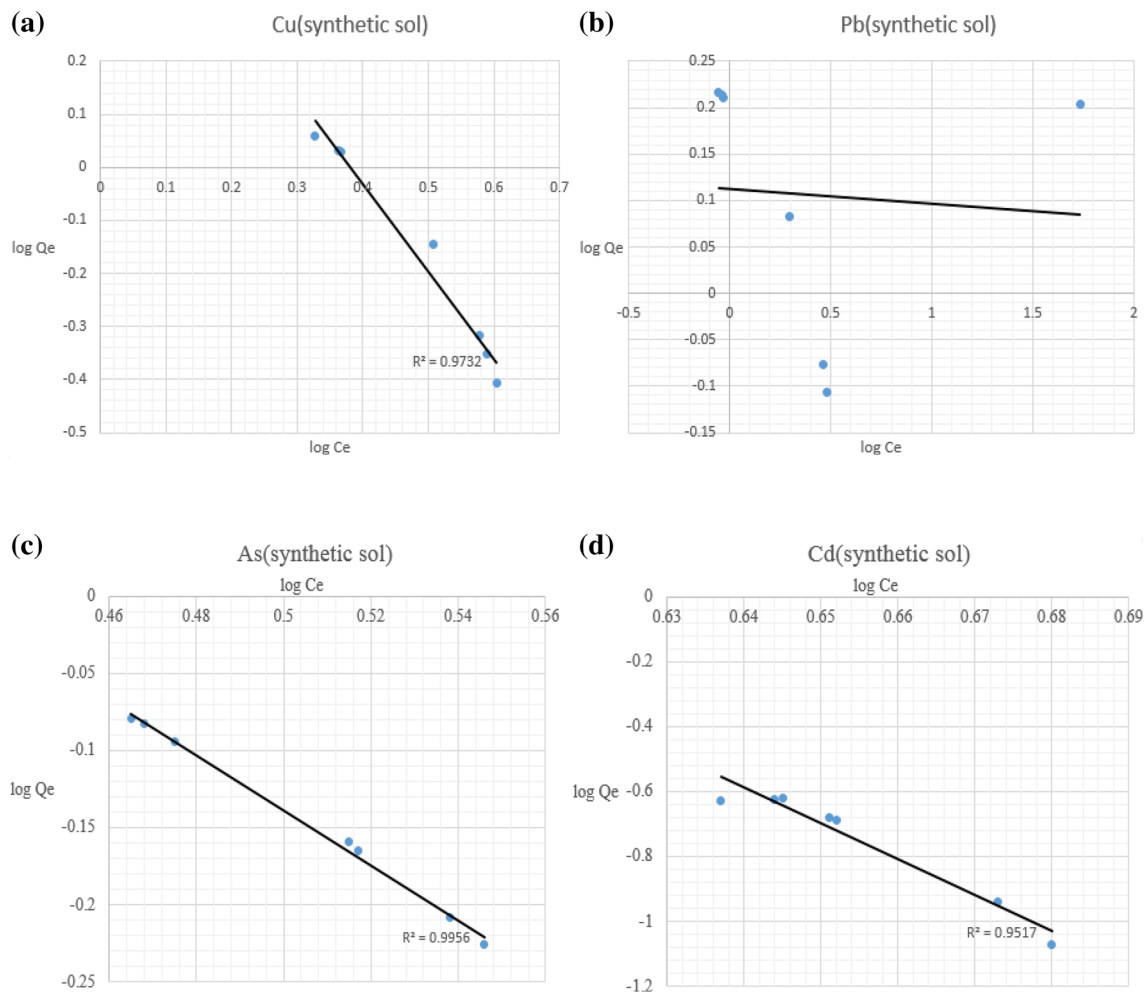 (a)
Cu(synthetic sol)
0.2
0.1
0
-0.1
-0.2
-0.3
-0.4
-0.5
0 0.1 0.2 0.3 0.4 0.5 0.6 0.7
log Qe
R² = 0.9732
log Ce
(b)
Pb(synthetic sol)
0.25
0.2
0.15
0.1
0.05
0
-0.05
-0.1
-0.15
-0.5 0 0.5 1 1.5 2
log Qe
log Ce
(c)
As(synthetic sol)
log Ce
0.46 0.48 0.5 0.52 0.54 0.56
0
-0.05
-0.1
-0.15
-0.2
-0.25
log Qe
R² = 0.9956
(d)
Cd(synthetic sol)
log Ce
0.63 0.64 0.65 0.66 0.67 0.68 0.69
0
-0.2
-0.4
-0.6
-0.8
-1
-1.2
log Qe
R² = 0.9517